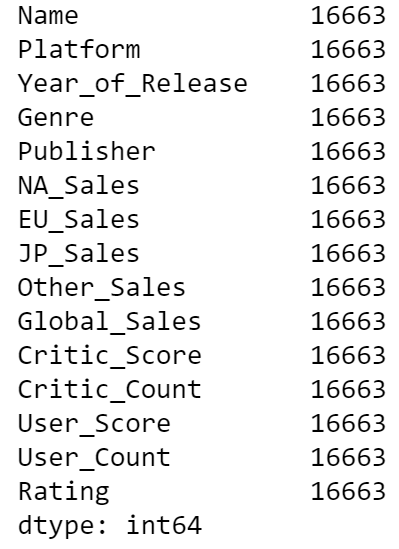 Name 16663
Platform 16663
Year_of_Release 16663
Genre 16663
Publisher 16663
NA_Sales 16663
EU_Sales 16663
JP_Sales 16663
Other_Sales 16663
Global_Sales 16663
Critic_Score 16663
Critic_Count 16663
User_Score 16663
User_Count 16663
Rating 16663
dtype: int64